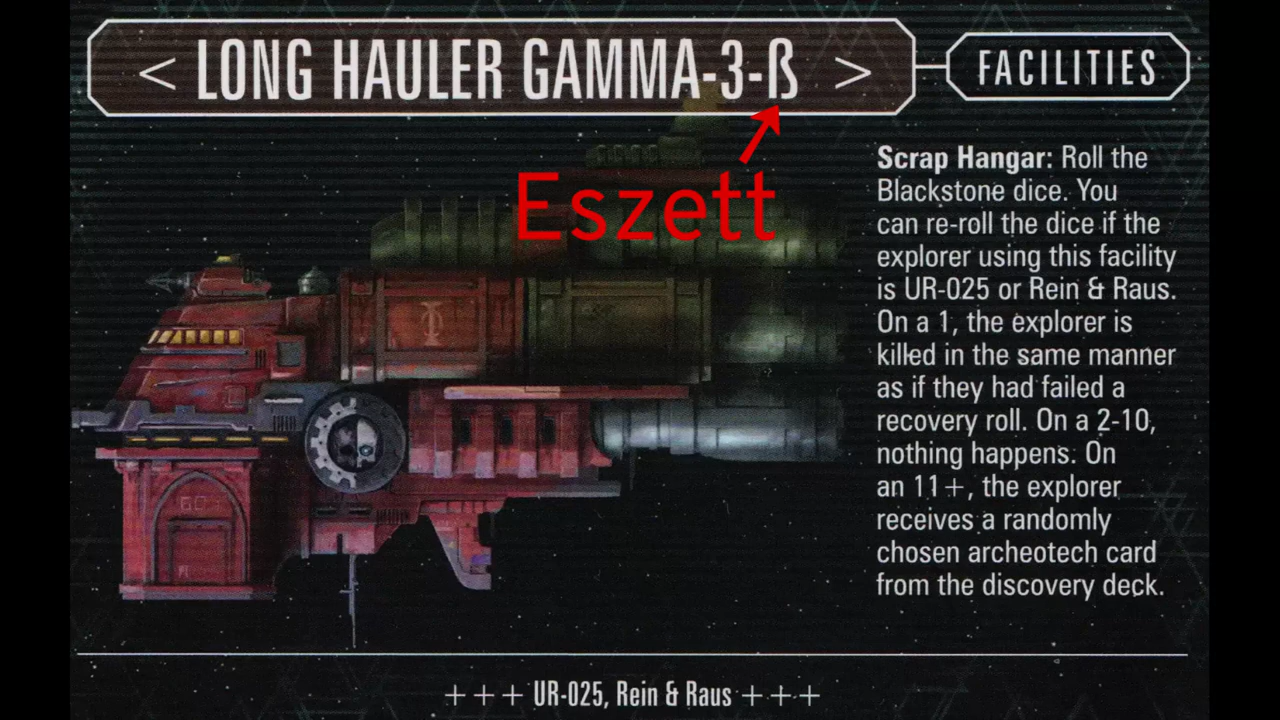 < LONG HAULER GAMMA-3-ß >
FACILITIES
Eszett
Scrap Hangar: Roll the
Blackstone dice. You
can re-roll the dice if the
explorer using this facility
is UR-025 or Rein & Raus.
On a 1, the explorer is
killed in the same manner
as if they had failed a
recovery roll. On a 2-10,
nothing happens. On
an 11+, the explorer
receives a randomly
chosen archeotech card
from the discovery deck.
+++ UR-025, Rein & Raus +++